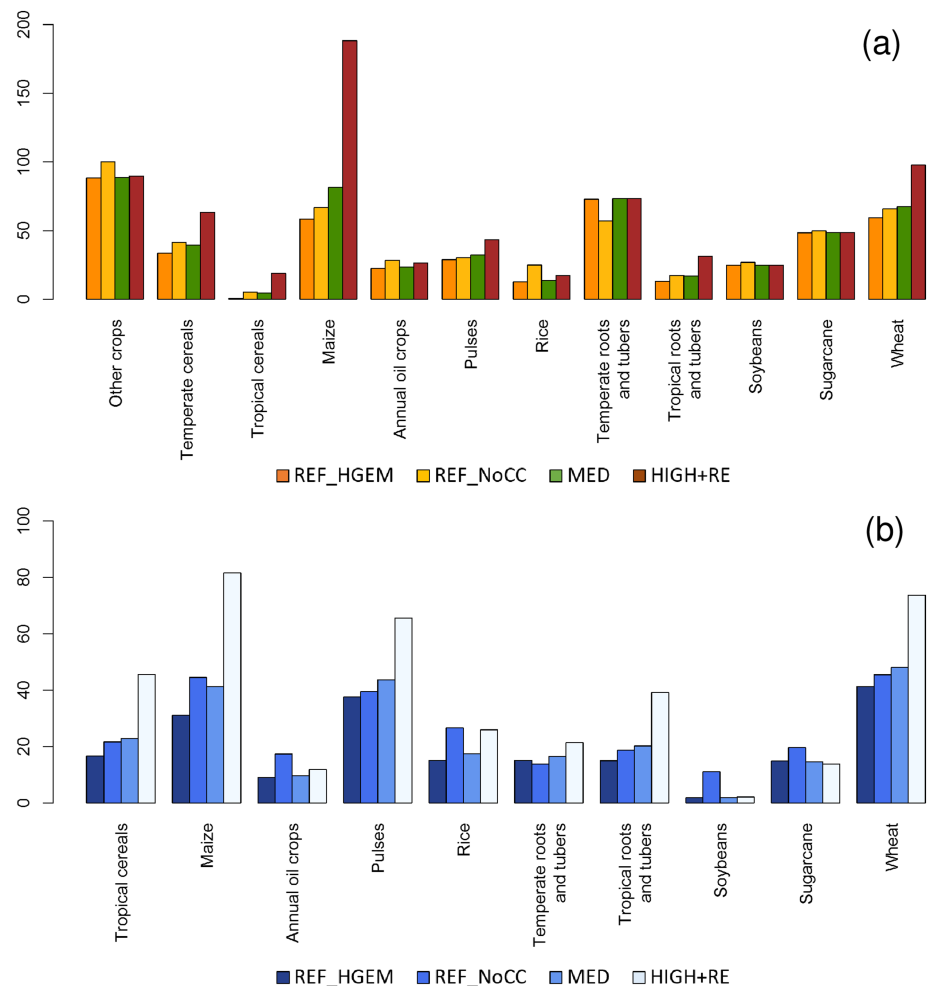 (a)
200
150
100
50
0
Other crops
Temperate cereals
Tropical cereals
Maize
Annual oil crops
Pulses
Rice
Temperate roots
and tubers
Tropical roots
and tubers
Soybeans
Sugarcane
Wheat
REF_HGEM REF_NoCC MED HIGH+RE
(b)
100
80
60
40
20
0
Tropical cereals
Maize
Annual oil crops
Pulses
Rice
Temperate roots
and tubers
Tropical roots
and tubers
Soybeans
Sugarcane
Wheat
REF_HGEM REF_NoCC MED HIGH+RE